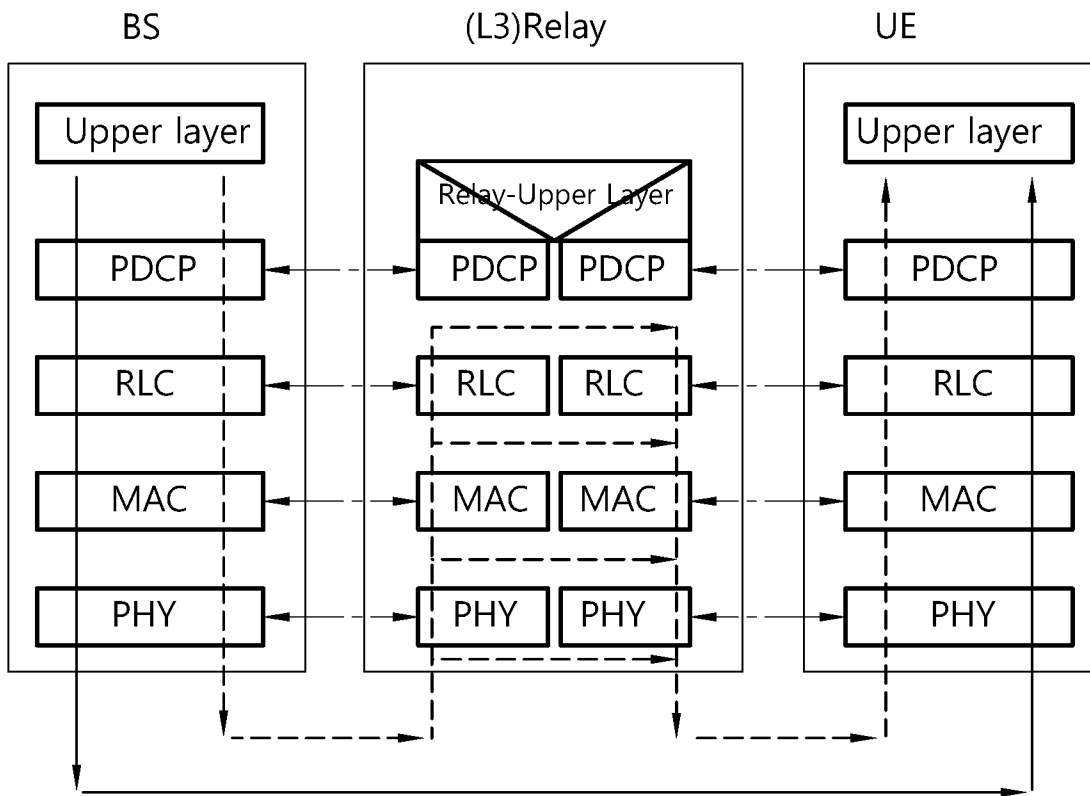 BS (L3)Relay UE
Upper layer Upper layer
Relay-Upper Layer
PDCP PDCP PDCP PDCP
RLC RLC RLC RLC
MAC MAC MAC MAC
PHY PHY PHY PHY